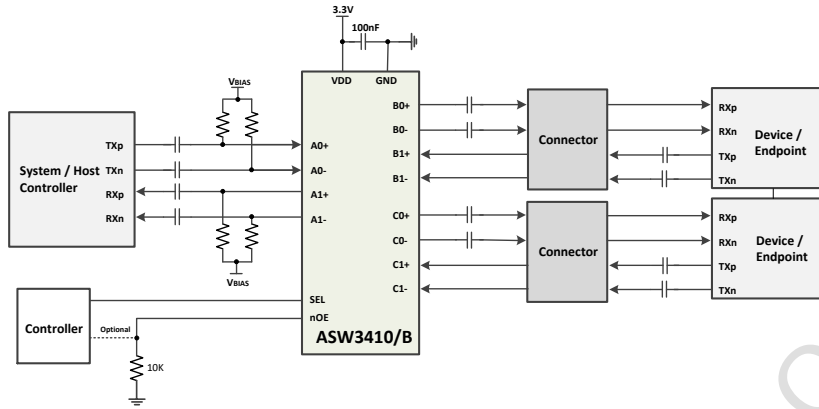 3.3V
100nF
VDD
GND
VBIAS
System / Host
Controller
TXp
TXn
RXp
RXn
A0+
A0-
A1+
A1-
VBIAS
SEL
nOE
ASW3410/B
Controller
Optional
10K
B0+
B0-
B1+
B1-
C0+
C0-
C1+
C1-
Connector
Connector
RXp
RXn
TXp
TXn
Device /
Endpoint
RXp
RXn
TXp
TXn
Device /
Endpoint